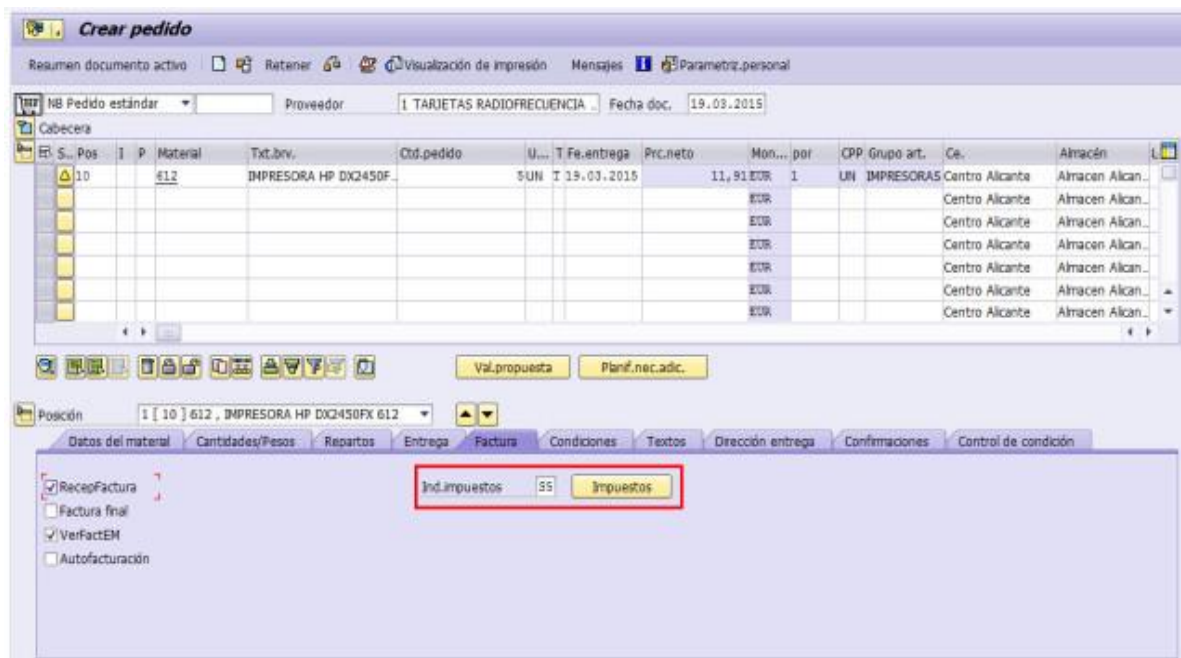 Crear pedido
Resumen documento activo Retener Visualización de impresión Mensajes Parametriz.personal
NB Pedido estándar Proveedor 1 TARJETAS RADIOFRECUENCIA .. Fecha doc. 19.03.2015
Cabecera
S.. Pos I P Material Txt.brv. Ctd.pedido U... T Fe.entrega Prc.neto Mon... por CPP Grupo art. Ce. Almacén L
10 612 IMPRESORA HP DX2450F.. 5 UN T 19.03.2015 11,91 EUR 1 UN IMPRESORAS Centro Alicante Almacen Alican..
EUR Centro Alicante Almacen Alican..
EUR Centro Alicante Almacen Alican..
EUR Centro Alicante Almacen Alican..
EUR Centro Alicante Almacen Alican..
EUR Centro Alicante Almacen Alican..
EUR Centro Alicante Almacen Alican..
Val.propuesta Planif.nec.adic.
Posición 1 [ 10 ] 612 , IMPRESORA HP DX2450FX 612
Datos del material Cantidades/Pesos Repartos Entrega Factura Condiciones Textos Dirección entrega Confirmaciones Control de condición
RecepFactura Ind.impuestos SS Impuestos
Factura final
VerFactEM
Autofacturación